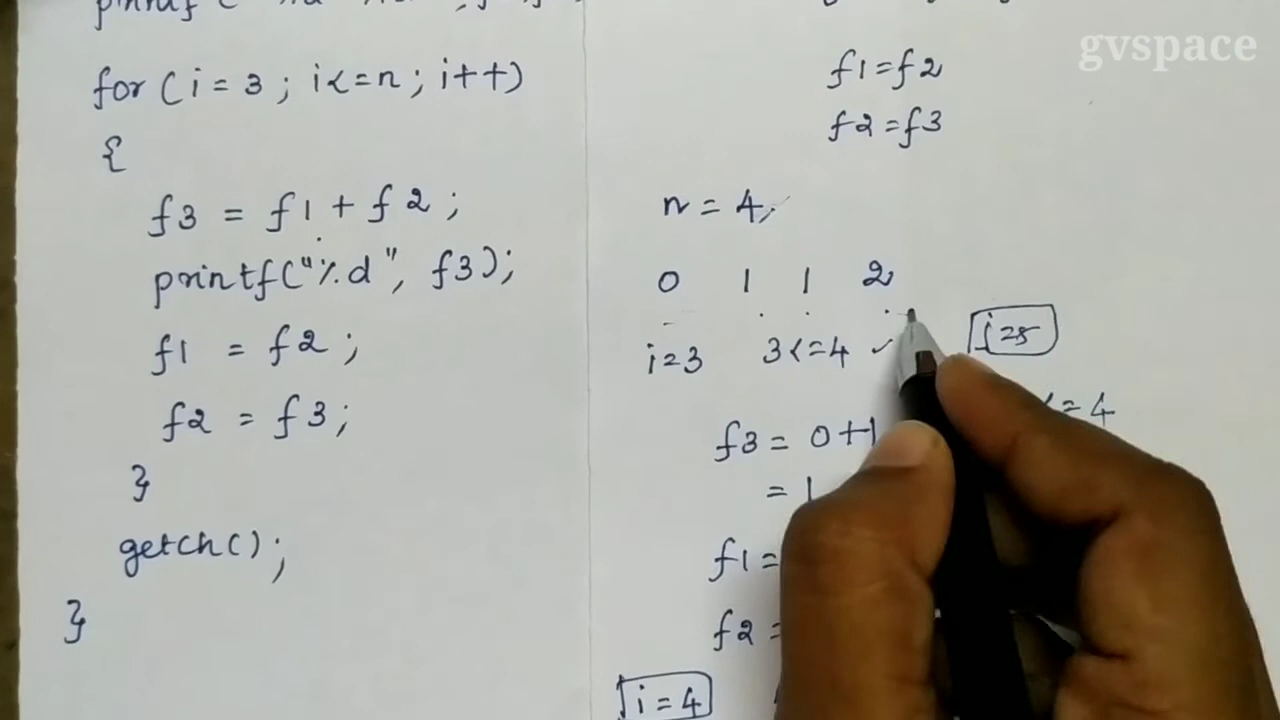 for (i = 3 ; i<=n ; i++)
{
f3 = f1 + f2 ;
printf("%d", f3);
f1 = f2 ;
f2 = f3 ;
}
getch() ;
}
gvspace
f1=f2
f2=f3
n = 4;
0 1 1 2
i=3 3<=4 ✓ i=5
<=4
f3 = 0+1
= 1
f1=
f2=
i = 4